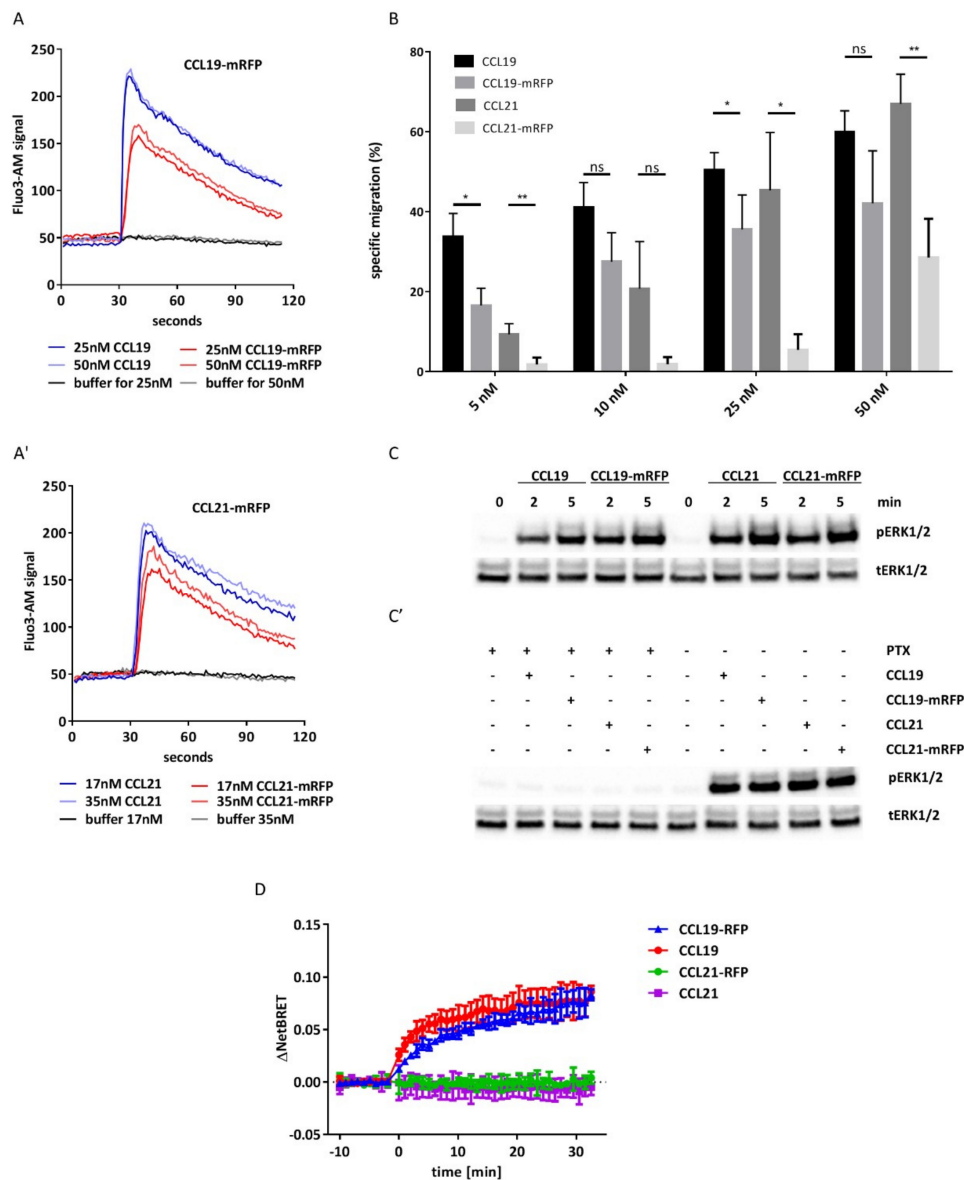 A
CCL19-mRFP
250
200
150
100
50
0
Fluo3-AM signal
0 30 60 90 120
seconds
25nM CCL19 25nM CCL19-mRFP
50nM CCL19 50nM CCL19-mRFP
buffer for 25nM buffer for 50nM
B
CCL19
CCL19-mRFP
CCL21
CCL21-mRFP
80
60
40
20
0
specific migration (%)
* ** ns ns * * ns **
5 nM 10 nM 25 nM 50 nM
A'
CCL21-mRFP
250
200
150
100
50
0
Fluo3-AM signal
0 30 60 90 120
seconds
17nM CCL21 17nM CCL21-mRFP
35nM CCL21 35nM CCL21-mRFP
buffer 17nM buffer 35nM
C
CCL19 CCL19-mRFP CCL21 CCL21-mRFP
0 2 5 2 5 0 2 5 2 5 min
pERK1/2
tERK1/2
C’
+ + + + + - - - - - PTX
- + - - - - + - - - CCL19
- - + - - - - + - - CCL19-mRFP
- - - + - - - - + - CCL21
- - - - + - - - - + CCL21-mRFP
pERK1/2
tERK1/2
D
0.15
0.10
0.05
0.00
-0.05
ΔNetBRET
-10 0 10 20 30
time [min]
CCL19-RFP
CCL19
CCL21-RFP
CCL21